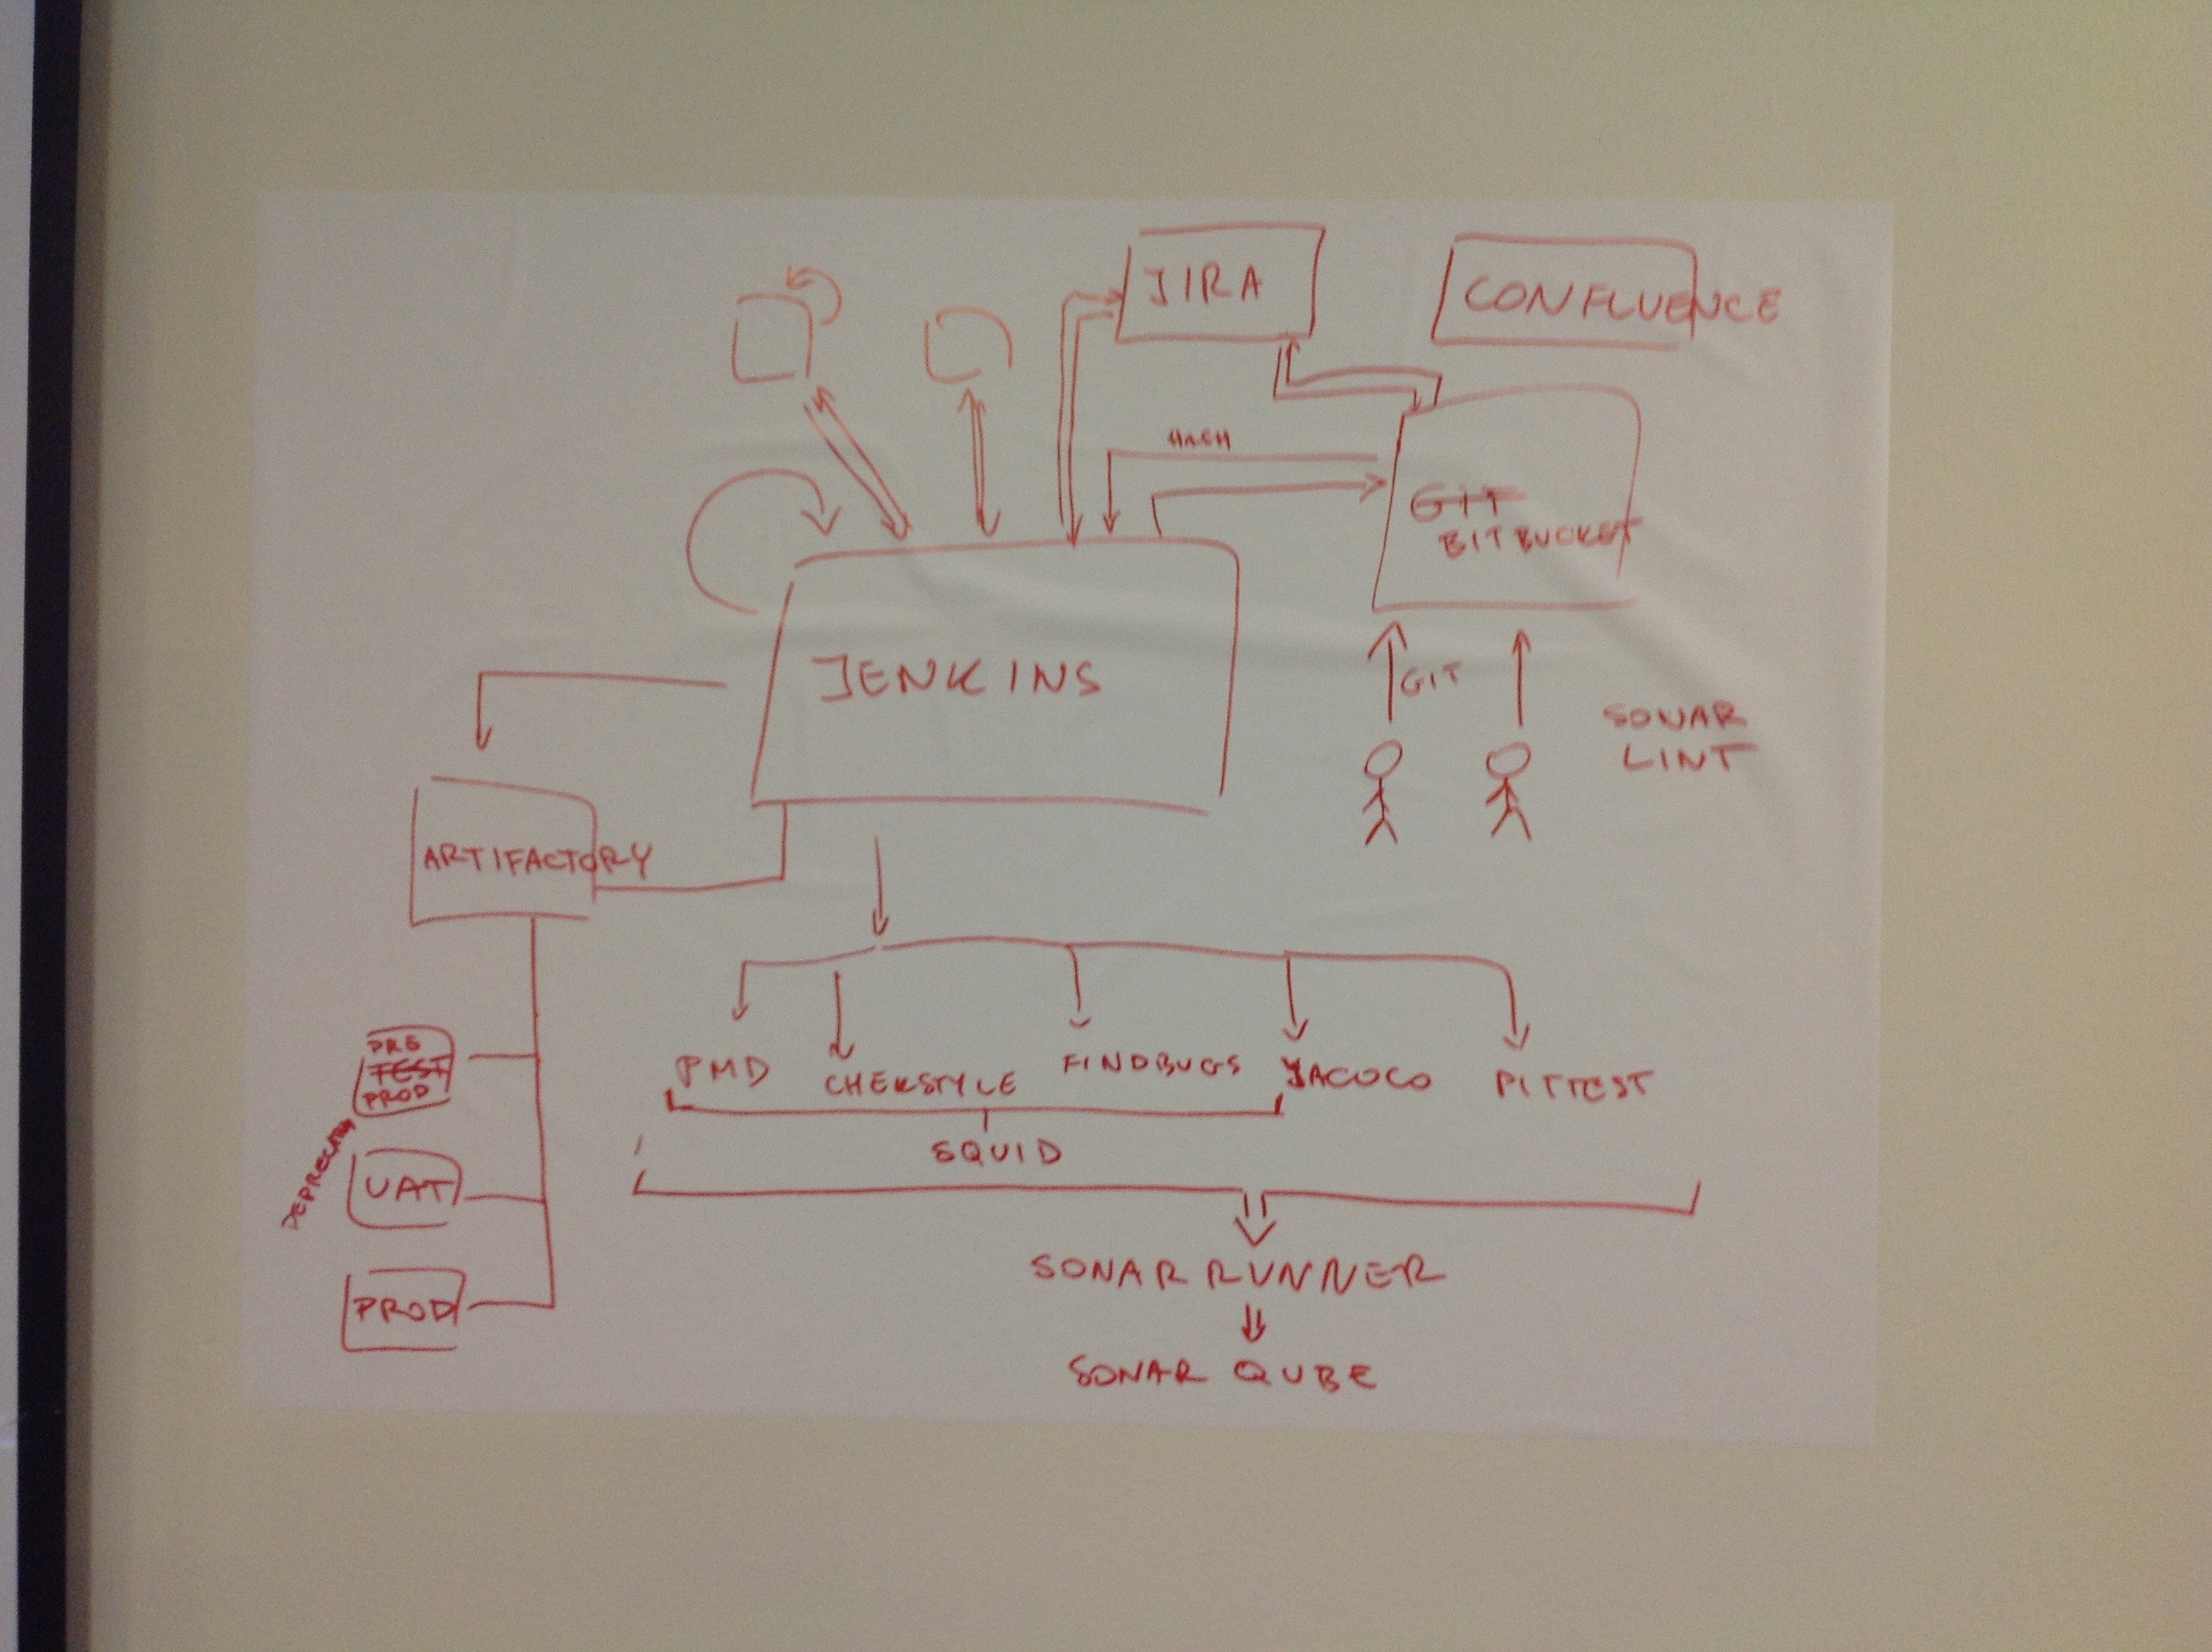 JIRA
CONFLUENCE
HASH
GIT
BITBUCKET
JENKINS
GIT
SONAR
LINT
ARTIFACTORY
PRE
TEST
PROD
PMD
CHEKSTYLE
FINDBUGS
JACOCO
PITTEST
SQUID
UAT
PROD
SONAR RUNNER
SONAR QUBE